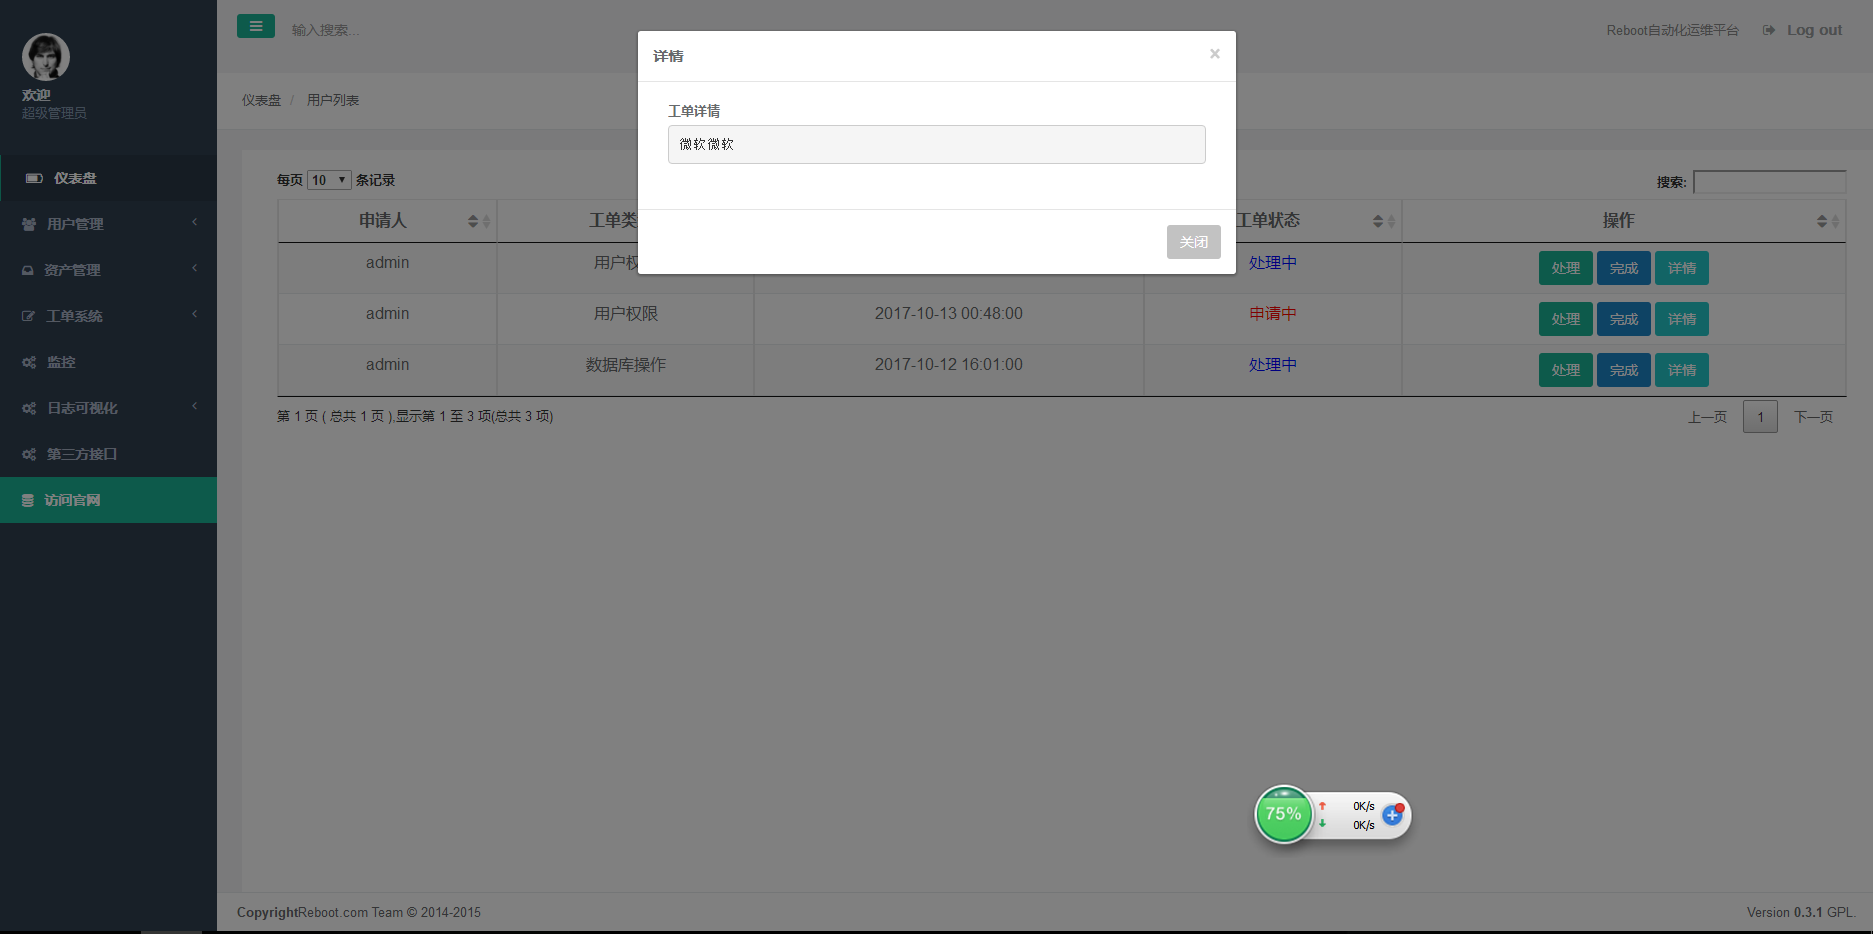 欢迎
超级管理员
仪表盘
用户管理
资产管理
工单系统
监控
日志可视化
第三方接口
访问官网
输入搜索...
Reboot自动化运维平台 Log out
仪表盘 / 用户列表
详情 ×
工单详情
微软微软
关闭
每页 10 条记录
搜索:
申请人 工单类 工单状态 操作
admin 用户权 处理中 处理 完成 详情
admin 用户权限 2017-10-13 00:48:00 申请中 处理 完成 详情
admin 数据库操作 2017-10-12 16:01:00 处理中 处理 完成 详情
第 1 页 ( 总共 1 页 ),显示第 1 至 3 项(总共 3 项)
上一页 1 下一页
75% 0K/s
0K/s
CopyrightReboot.com Team © 2014-2015
Version 0.3.1 GPL.